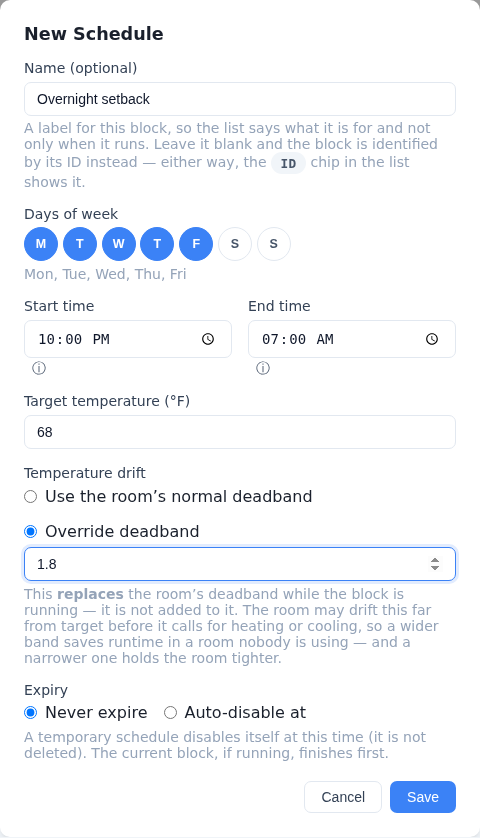 New Schedule
Name (optional)
Overnight setback
A label for this block, so the list says what it is for and not
only when it runs. Leave it blank and the block is identified
by its ID instead — either way, the ID chip in the list
shows it.
Days of week
M T W T F S S
Mon, Tue, Wed, Thu, Fri
Start time End time
10:00 PM 07:00 AM
ⓘ ⓘ
Target temperature (°F)
68
Temperature drift
Use the room’s normal deadband
Override deadband
1.8
This replaces the room’s deadband while the block is
running — it is not added to it. The room may drift this far
from target before it calls for heating or cooling, so a wider
band saves runtime in a room nobody is using — and a
narrower one holds the room tighter.
Expiry
Never expire Auto-disable at
A temporary schedule disables itself at this time (it is not
deleted). The current block, if running, finishes first.
Cancel Save